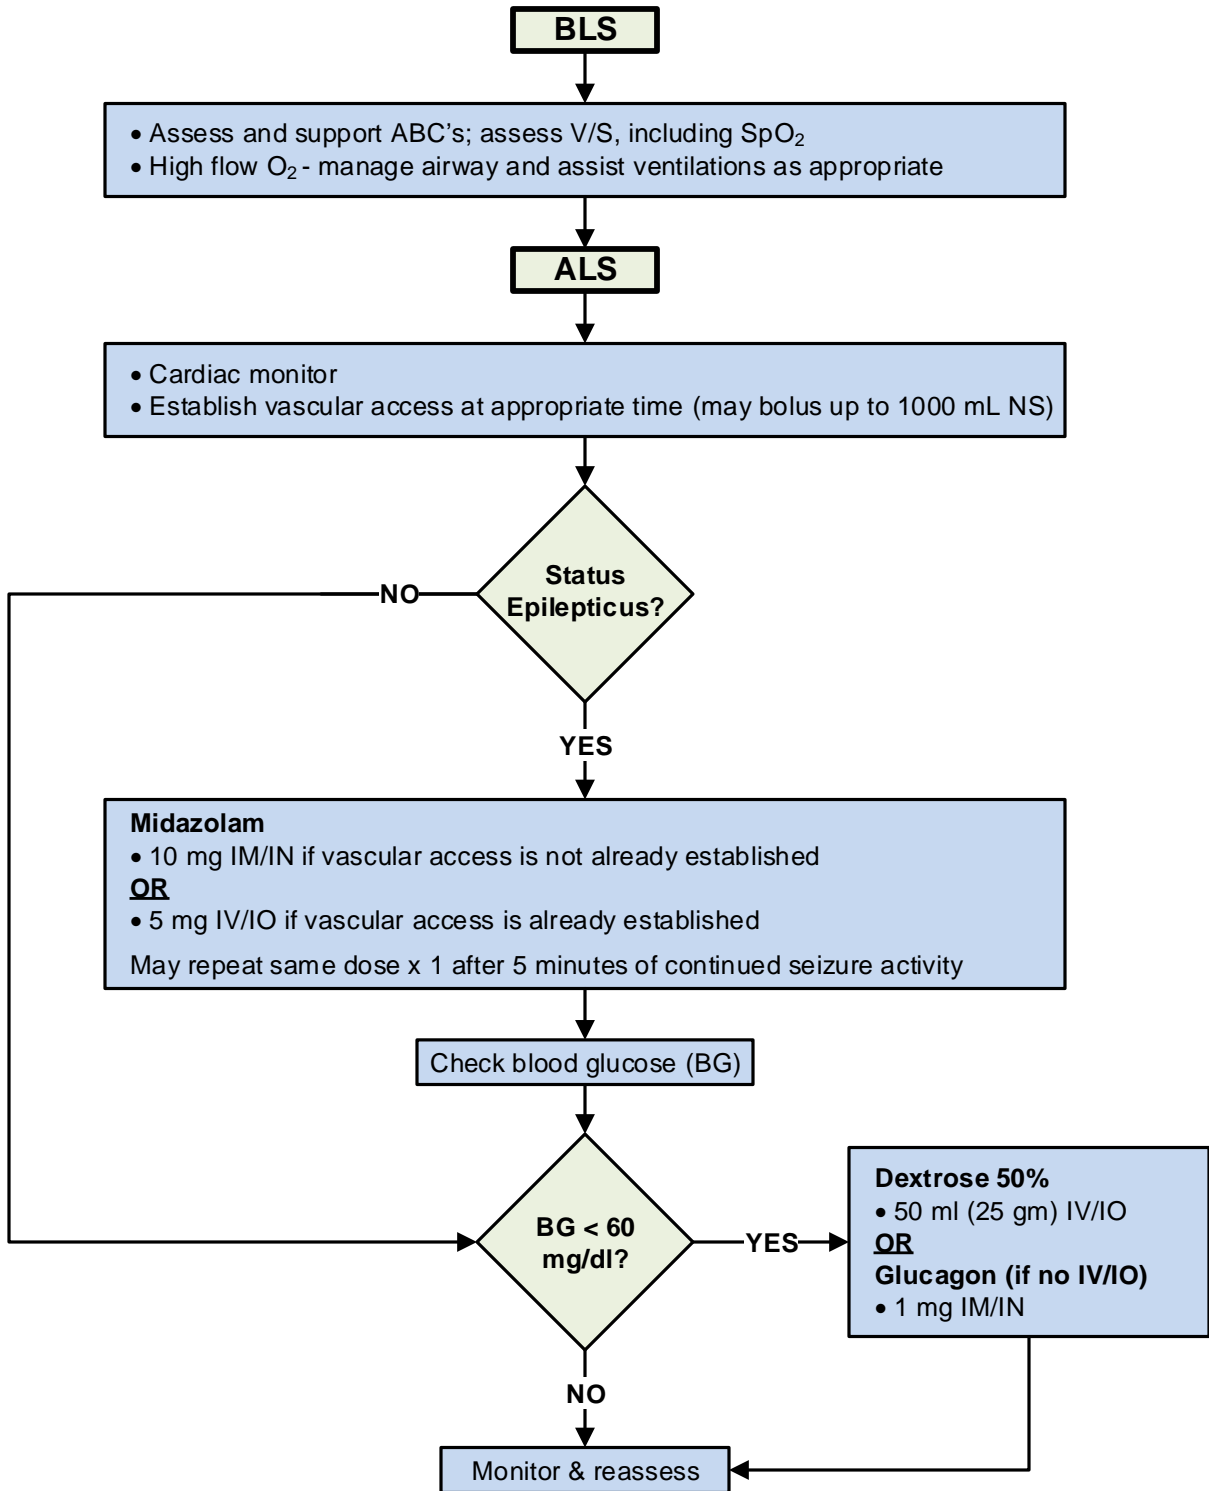 BLS
• Assess and support ABC's; assess V/S, including SpO₂
• High flow O₂ - manage airway and assist ventilations as appropriate
ALS
• Cardiac monitor
• Establish vascular access at appropriate time (may bolus up to 1000 mL NS)
Status
Epilepticus?
NO
YES
Midazolam
• 10 mg IM/IN if vascular access is not already established
OR
• 5 mg IV/IO if vascular access is already established
May repeat same dose x 1 after 5 minutes of continued seizure activity
Check blood glucose (BG)
BG < 60
mg/dl?
YES
Dextrose 50%
• 50 ml (25 gm) IV/IO
OR
Glucagon (if no IV/IO)
• 1 mg IM/IN
NO
Monitor & reassess